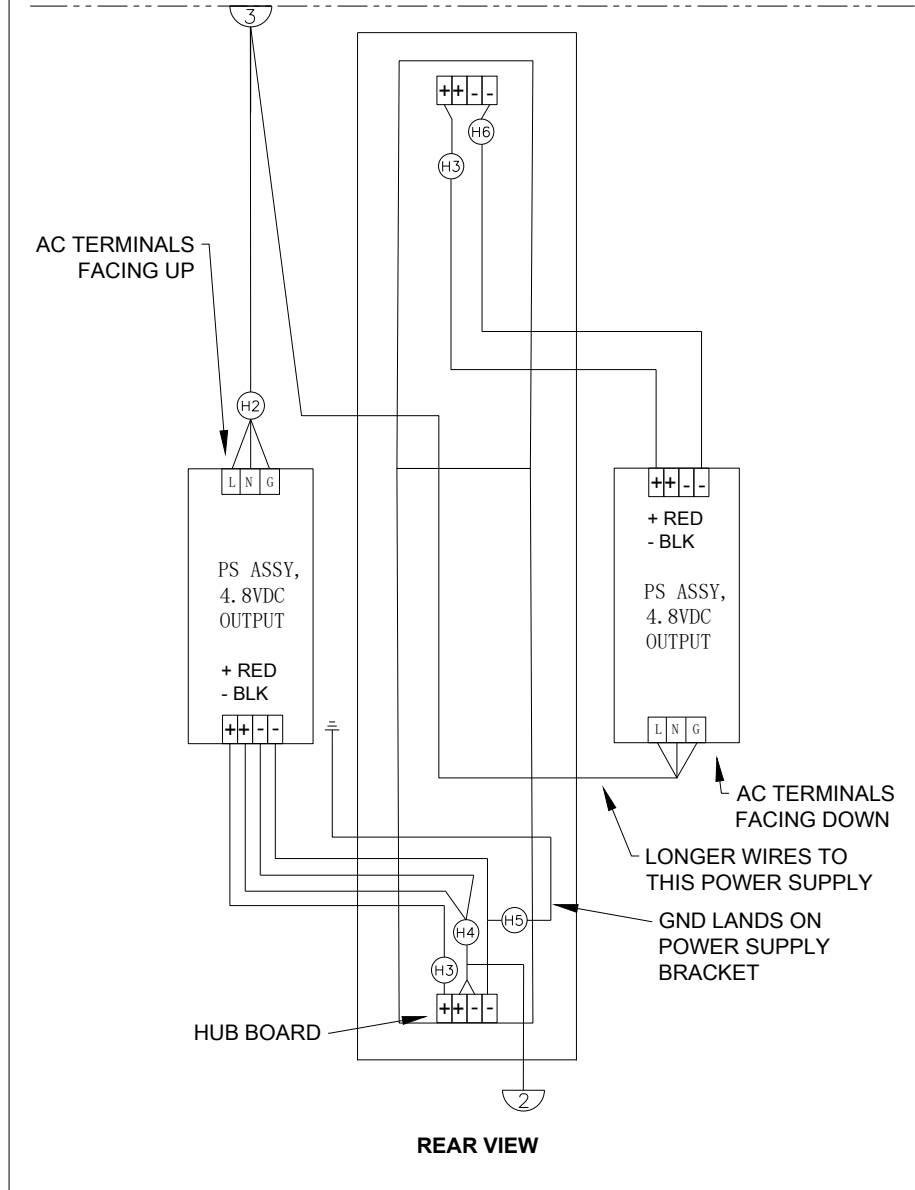 3
++--
H6
H3
AC TERMINALS
FACING UP
H2
L N G
++--
+ RED
- BLK
PS ASSY,
4.8VDC
OUTPUT
PS ASSY,
4.8VDC
OUTPUT
+ RED
- BLK
++--
L N G
AC TERMINALS
FACING DOWN
LONGER WIRES TO
THIS POWER SUPPLY
GND LANDS ON
POWER SUPPLY
BRACKET
H5
H4
H3
++--
HUB BOARD
2
REAR VIEW